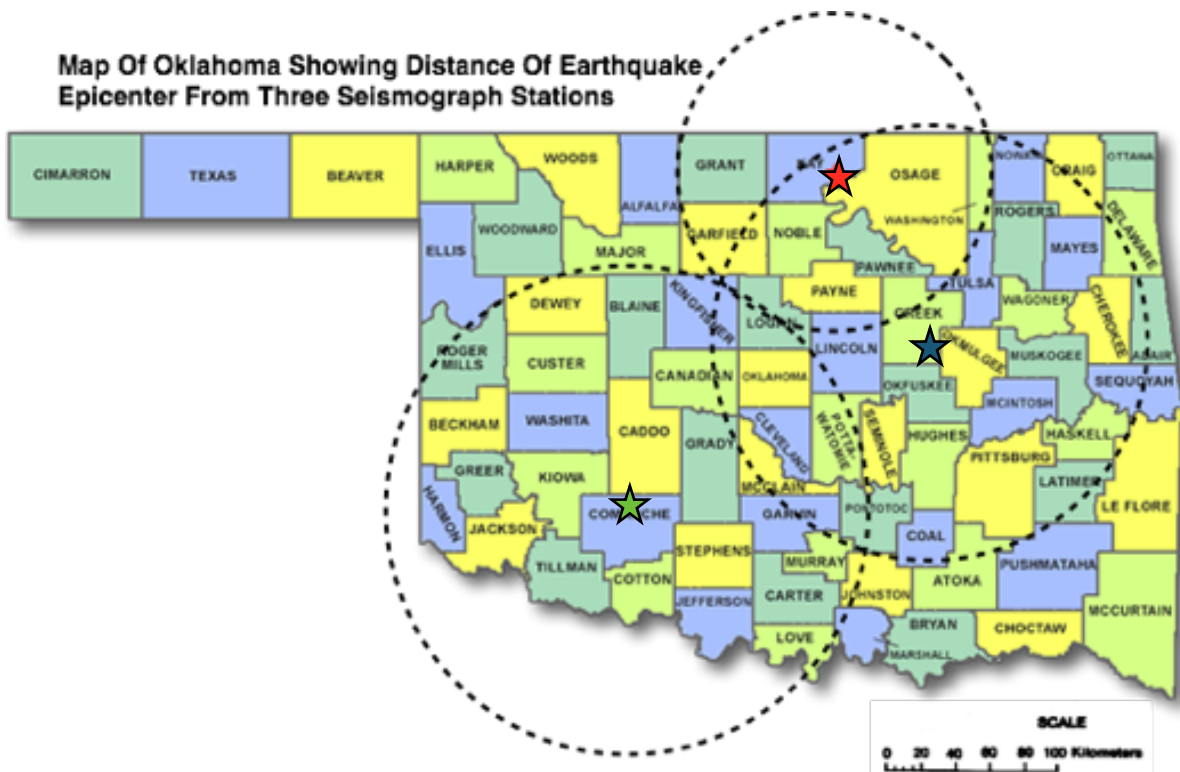 Map Of Oklahoma Showing Distance Of Earthquake
Epicenter From Three Seismograph Stations
CIMARRON
TEXAS
BEAVER
HARPER
WOODS
ALFALFA
GRANT
KAY
OSAGE
NOWATA
CRAIG
OTTAWA
ELLIS
WOODWARD
MAJOR
GARFIELD
NOBLE
PAWNEE
WASHINGTON
ROGERS
MAYES
DELAWARE
DEWEY
BLAINE
KINGFISHER
LOGAN
PAYNE
CREEK
TULSA
WAGONER
CHEROKEE
ADAIR
ROGER
MILLS
CUSTER
CANADIAN
OKLAHOMA
LINCOLN
OKMULGEE
MUSKOGEE
SEQUOYAH
BECKHAM
WASHITA
CADDO
GRADY
CLEVELAND
POTTA-
WATOMIE
SEMINOLE
OKFUSKEE
HUGHES
MCINTOSH
HASKELL
PITTSBURG
LATIMER
LE FLORE
GREER
HARMON
KIOWA
JACKSON
COMANCHE
MCCLAIN
GARVIN
PONTOTOC
COAL
TILLMAN
COTTON
STEPHENS
JEFFERSON
MURRAY
CARTER
LOVE
JOHNSTON
MARSHALL
ATOKA
BRYAN
PUSHMATAHA
CHOCTAW
MCCURTAIN
SCALE
0 20 40 60 80 100 Kilometers